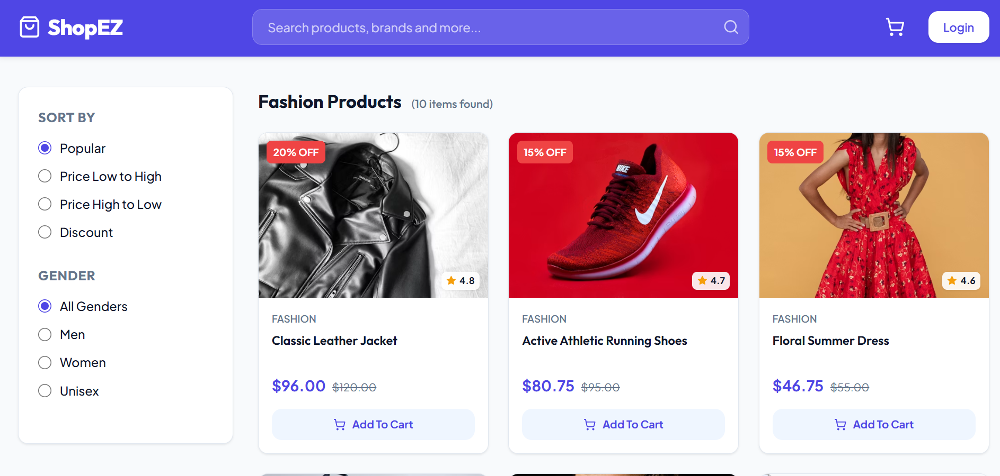 ShopEZ
Search products, brands and more...
Login
SORT BY
Popular
Price Low to High
Price High to Low
Discount
GENDER
All Genders
Men
Women
Unisex
Fashion Products (10 items found)
20% OFF
ZARA BASIC
4.8
FASHION
Classic Leather Jacket
$96.00 $120.00
Add To Cart
15% OFF
NIKE
4.7
FASHION
Active Athletic Running Shoes
$80.75 $95.00
Add To Cart
15% OFF
4.6
FASHION
Floral Summer Dress
$46.75 $55.00
Add To Cart